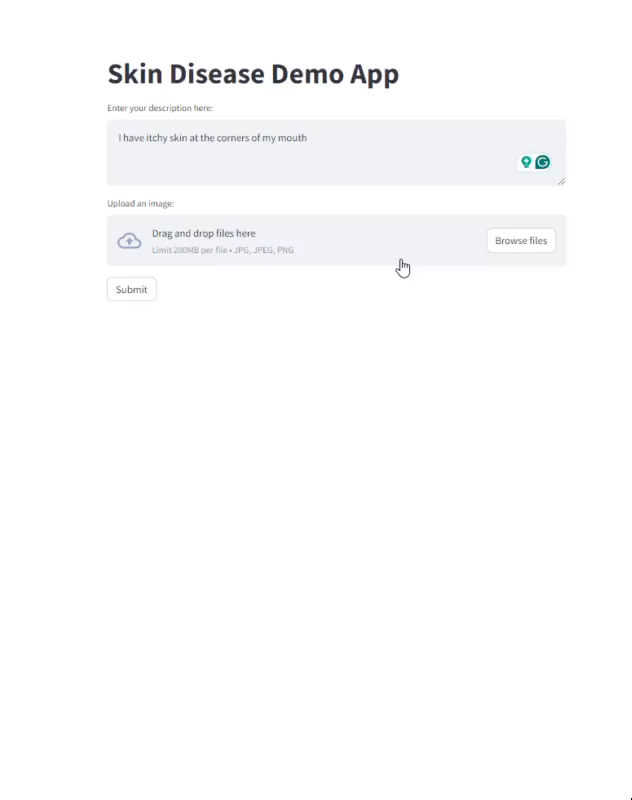 Skin Disease Demo App
Enter your description here:
I have itchy skin at the corners of my mouth
Upload an image:
Drag and drop files here
Limit 200MB per file • JPG, JPEG, PNG
Browse files
Submit